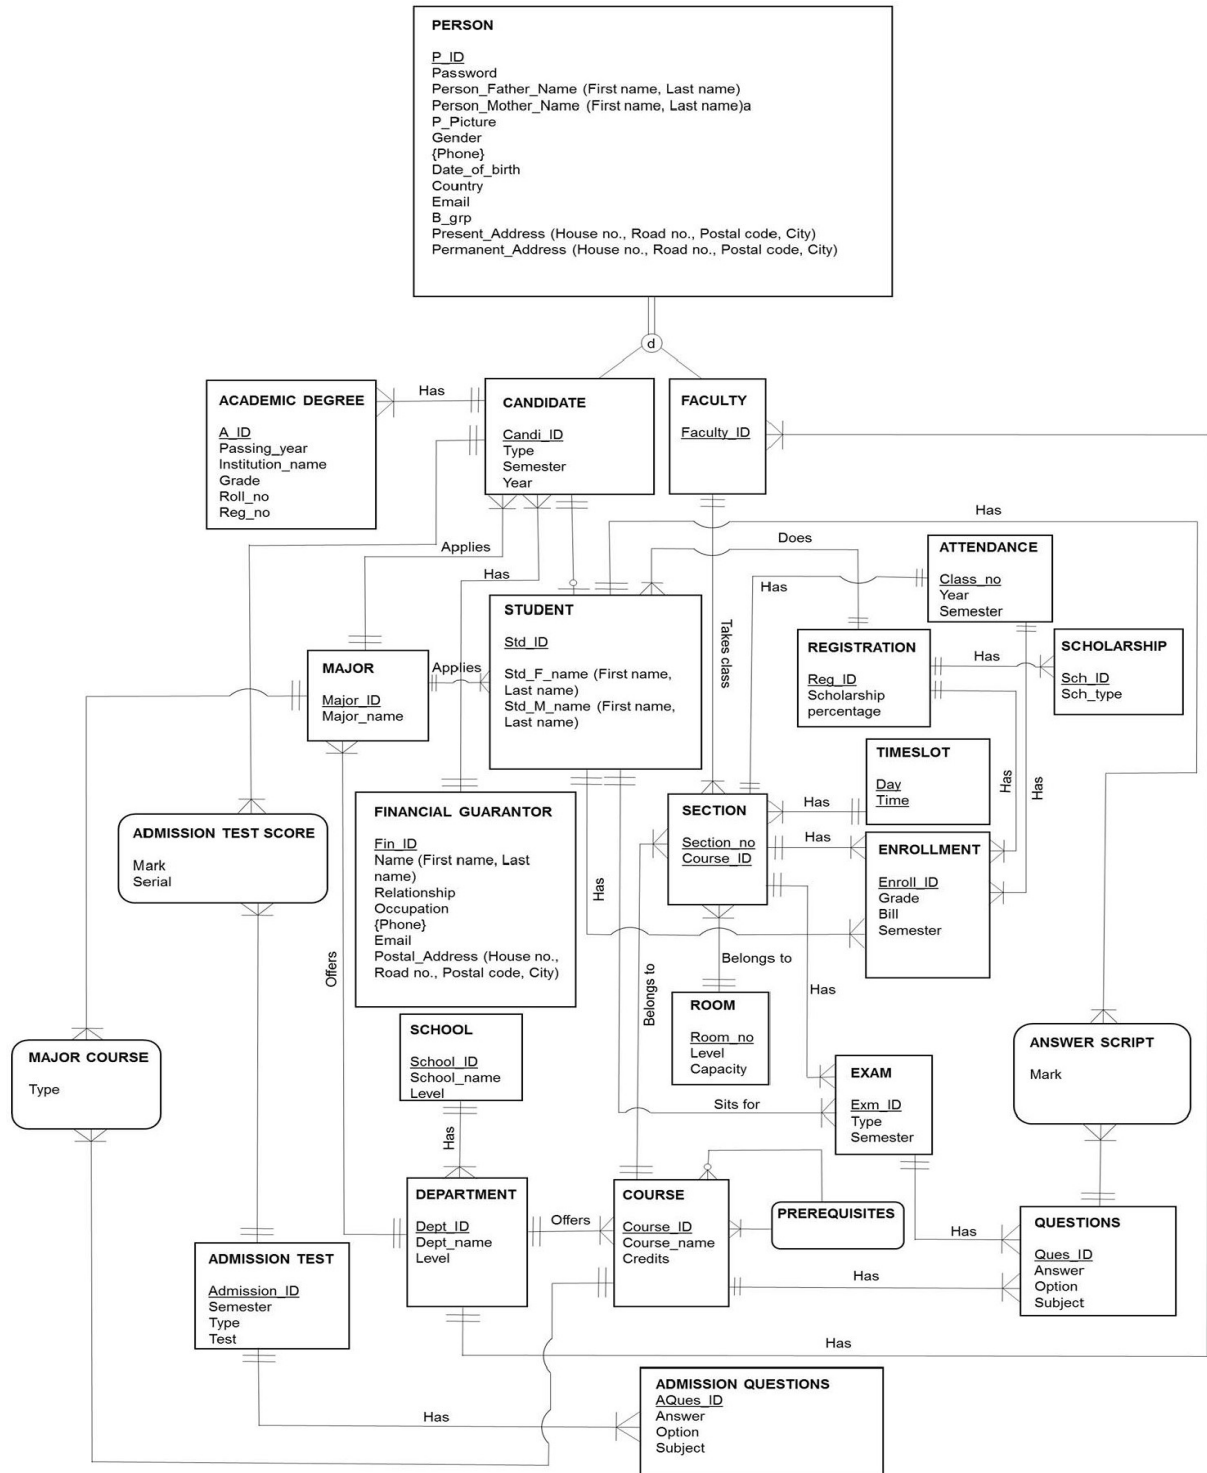 PERSON
P_ID
Password
Person_Father_Name (First name, Last name)
Person_Mother_Name (First name, Last name)a
P_Picture
Gender
{Phone}
Date_of_birth
Country
Email
B_grp
Present_Address (House no., Road no., Postal code, City)
Permanent_Address (House no., Road no., Postal code, City)
d
ACADEMIC DEGREE
A_ID
Passing_year
Institution_name
Grade
Roll_no
Reg_no
Has
CANDIDATE
Candi_ID
Type
Semester
Year
FACULTY
Faculty_ID
Applies
Has
Does
Has
Has
ATTENDANCE
Class_no
Year
Semester
STUDENT
Std_ID
Std_F_name (First name,
Last name)
Std_M_name (First name,
Last name)
Takes class
REGISTRATION
Reg_ID
Scholarship
percentage
Has
SCHOLARSHIP
Sch_ID
Sch_type
MAJOR
Major_ID
Major_name
Applies
TIMESLOT
Day
Time
Has
Has
FINANCIAL GUARANTOR
Fin_ID
Name (First name, Last
name)
Relationship
Occupation
{Phone}
Email
Postal_Address (House no.,
Road no., Postal code, City)
SECTION
Section_no
Course_ID
Has
Has
ENROLLMENT
Enroll_ID
Grade
Bill
Semester
ADMISSION TEST SCORE
Mark
Serial
Has
Offers
Belongs to
Belongs to
Has
ROOM
Room_no
Level
Capacity
SCHOOL
School_ID
School_name
Level
MAJOR COURSE
Type
EXAM
Exm_ID
Type
Semester
ANSWER SCRIPT
Mark
Sits for
Has
DEPARTMENT
Dept_ID
Dept_name
Level
Offers
COURSE
Course_ID
Course_name
Credits
PREREQUISITES
Has
QUESTIONS
Ques_ID
Answer
Option
Subject
Has
ADMISSION TEST
Admission_ID
Semester
Type
Test
Has
ADMISSION QUESTIONS
AQues_ID
Answer
Option
Subject
Has